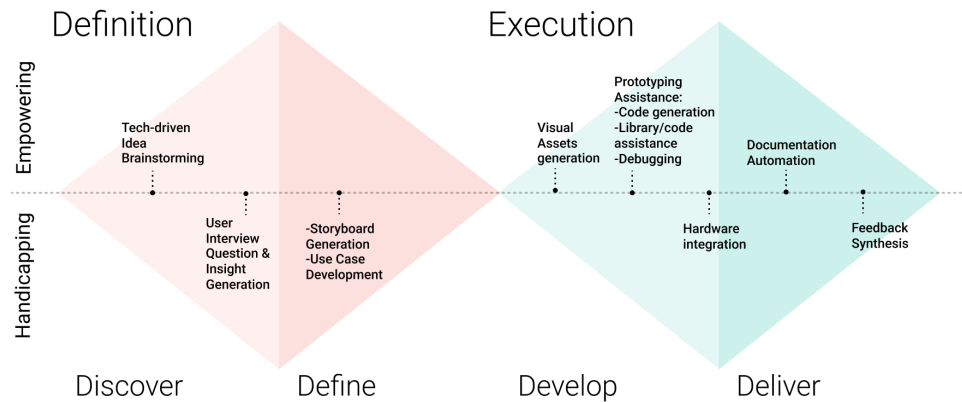 Definition
Execution
Empowering
Handicapping
Tech-driven
Idea
Brainstorming
User
Interview
Question &
Insight
Generation
-Storyboard
Generation
-Use Case
Development
Visual
Assets
generation
Prototyping
Assistance:
-Code generation
-Library/code
assistance
-Debugging
Hardware
integration
Documentation
Automation
Feedback
Synthesis
Discover
Define
Develop
Deliver